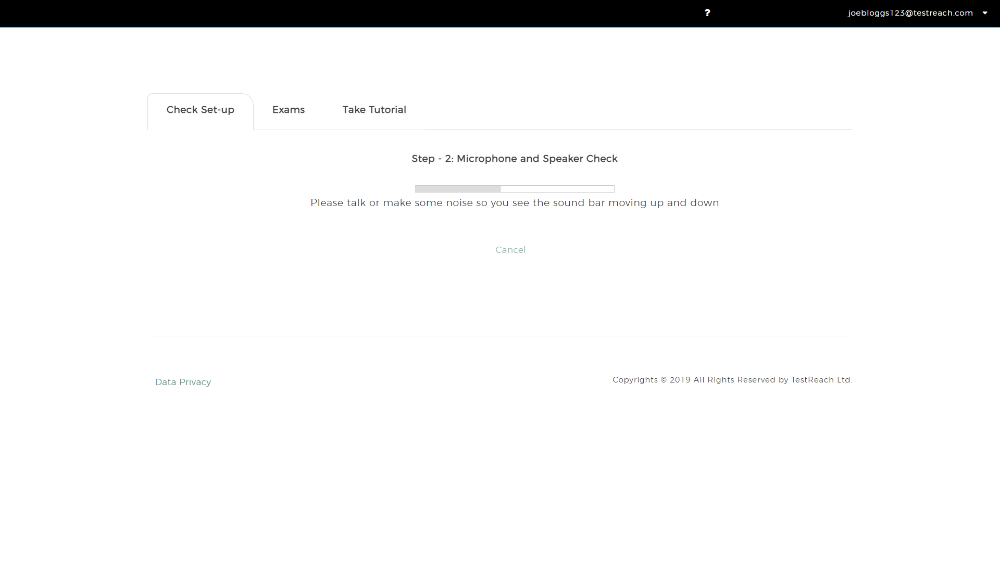 ?
joebloggs123@testreach.com
Check Set-up
Exams
Take Tutorial
Step - 2: Microphone and Speaker Check
Please talk or make some noise so you see the sound bar moving up and down
Cancel
Data Privacy
Copyrights © 2019 All Rights Reserved by TestReach Ltd.